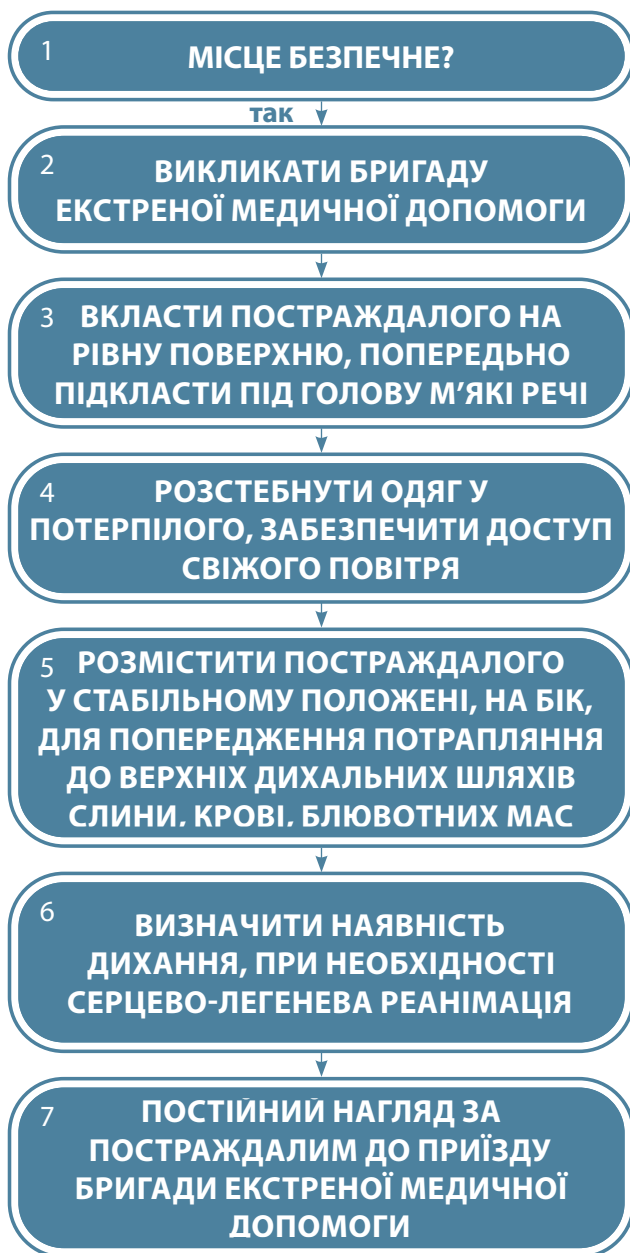 1 МІСЦЕ БЕЗПЕЧНЕ?
так
2 ВИКЛИКАТИ БРИГАДУ
ЕКСТРЕНОЇ МЕДИЧНОЇ ДОПОМОГИ
3 ВКЛАСТИ ПОСТРАЖДАЛОГО НА
РІВНУ ПОВЕРХНЮ, ПОПЕРЕДЬНО
ПІДКЛАСТИ ПІД ГОЛОВУ М’ЯКІ РЕЧІ
4 РОЗСТЕБНУТИ ОДЯГ У
ПОТЕРПІЛОГО, ЗАБЕЗПЕЧИТИ ДОСТУП
СВІЖОГО ПОВІТРЯ
5 РОЗМІСТИТИ ПОСТРАЖДАЛОГО
У СТАБІЛЬНОМУ ПОЛОЖЕНІ, НА БІК,
ДЛЯ ПОПЕРЕДЖЕННЯ ПОТРАПЛЯННЯ
ДО ВЕРХНІХ ДИХАЛЬНИХ ШЛЯХІВ
СЛИНИ, КРОВІ, БЛЮВОТНИХ МАС
6 ВИЗНАЧИТИ НАЯВНІСТЬ
ДИХАННЯ, ПРИ НЕОБХІДНОСТІ
СЕРЦЕВО-ЛЕГЕНЕВА РЕАНІМАЦІЯ
7 ПОСТІЙНИЙ НАГЛЯД ЗА
ПОСТРАЖДАЛИМ ДО ПРИЇЗДУ
БРИГАДИ ЕКСТРЕНОЇ МЕДИЧНОЇ
ДОПОМОГИ